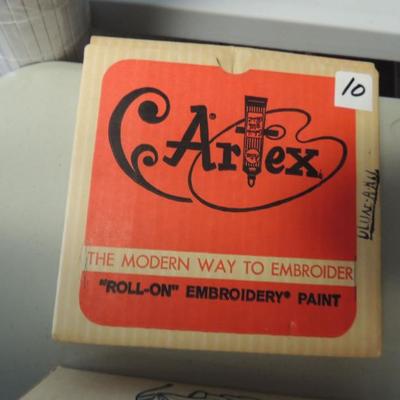 10
Artex
THE MODERN WAY TO EMBROIDER
"ROLL-ON" EMBROIDERY® PAINT